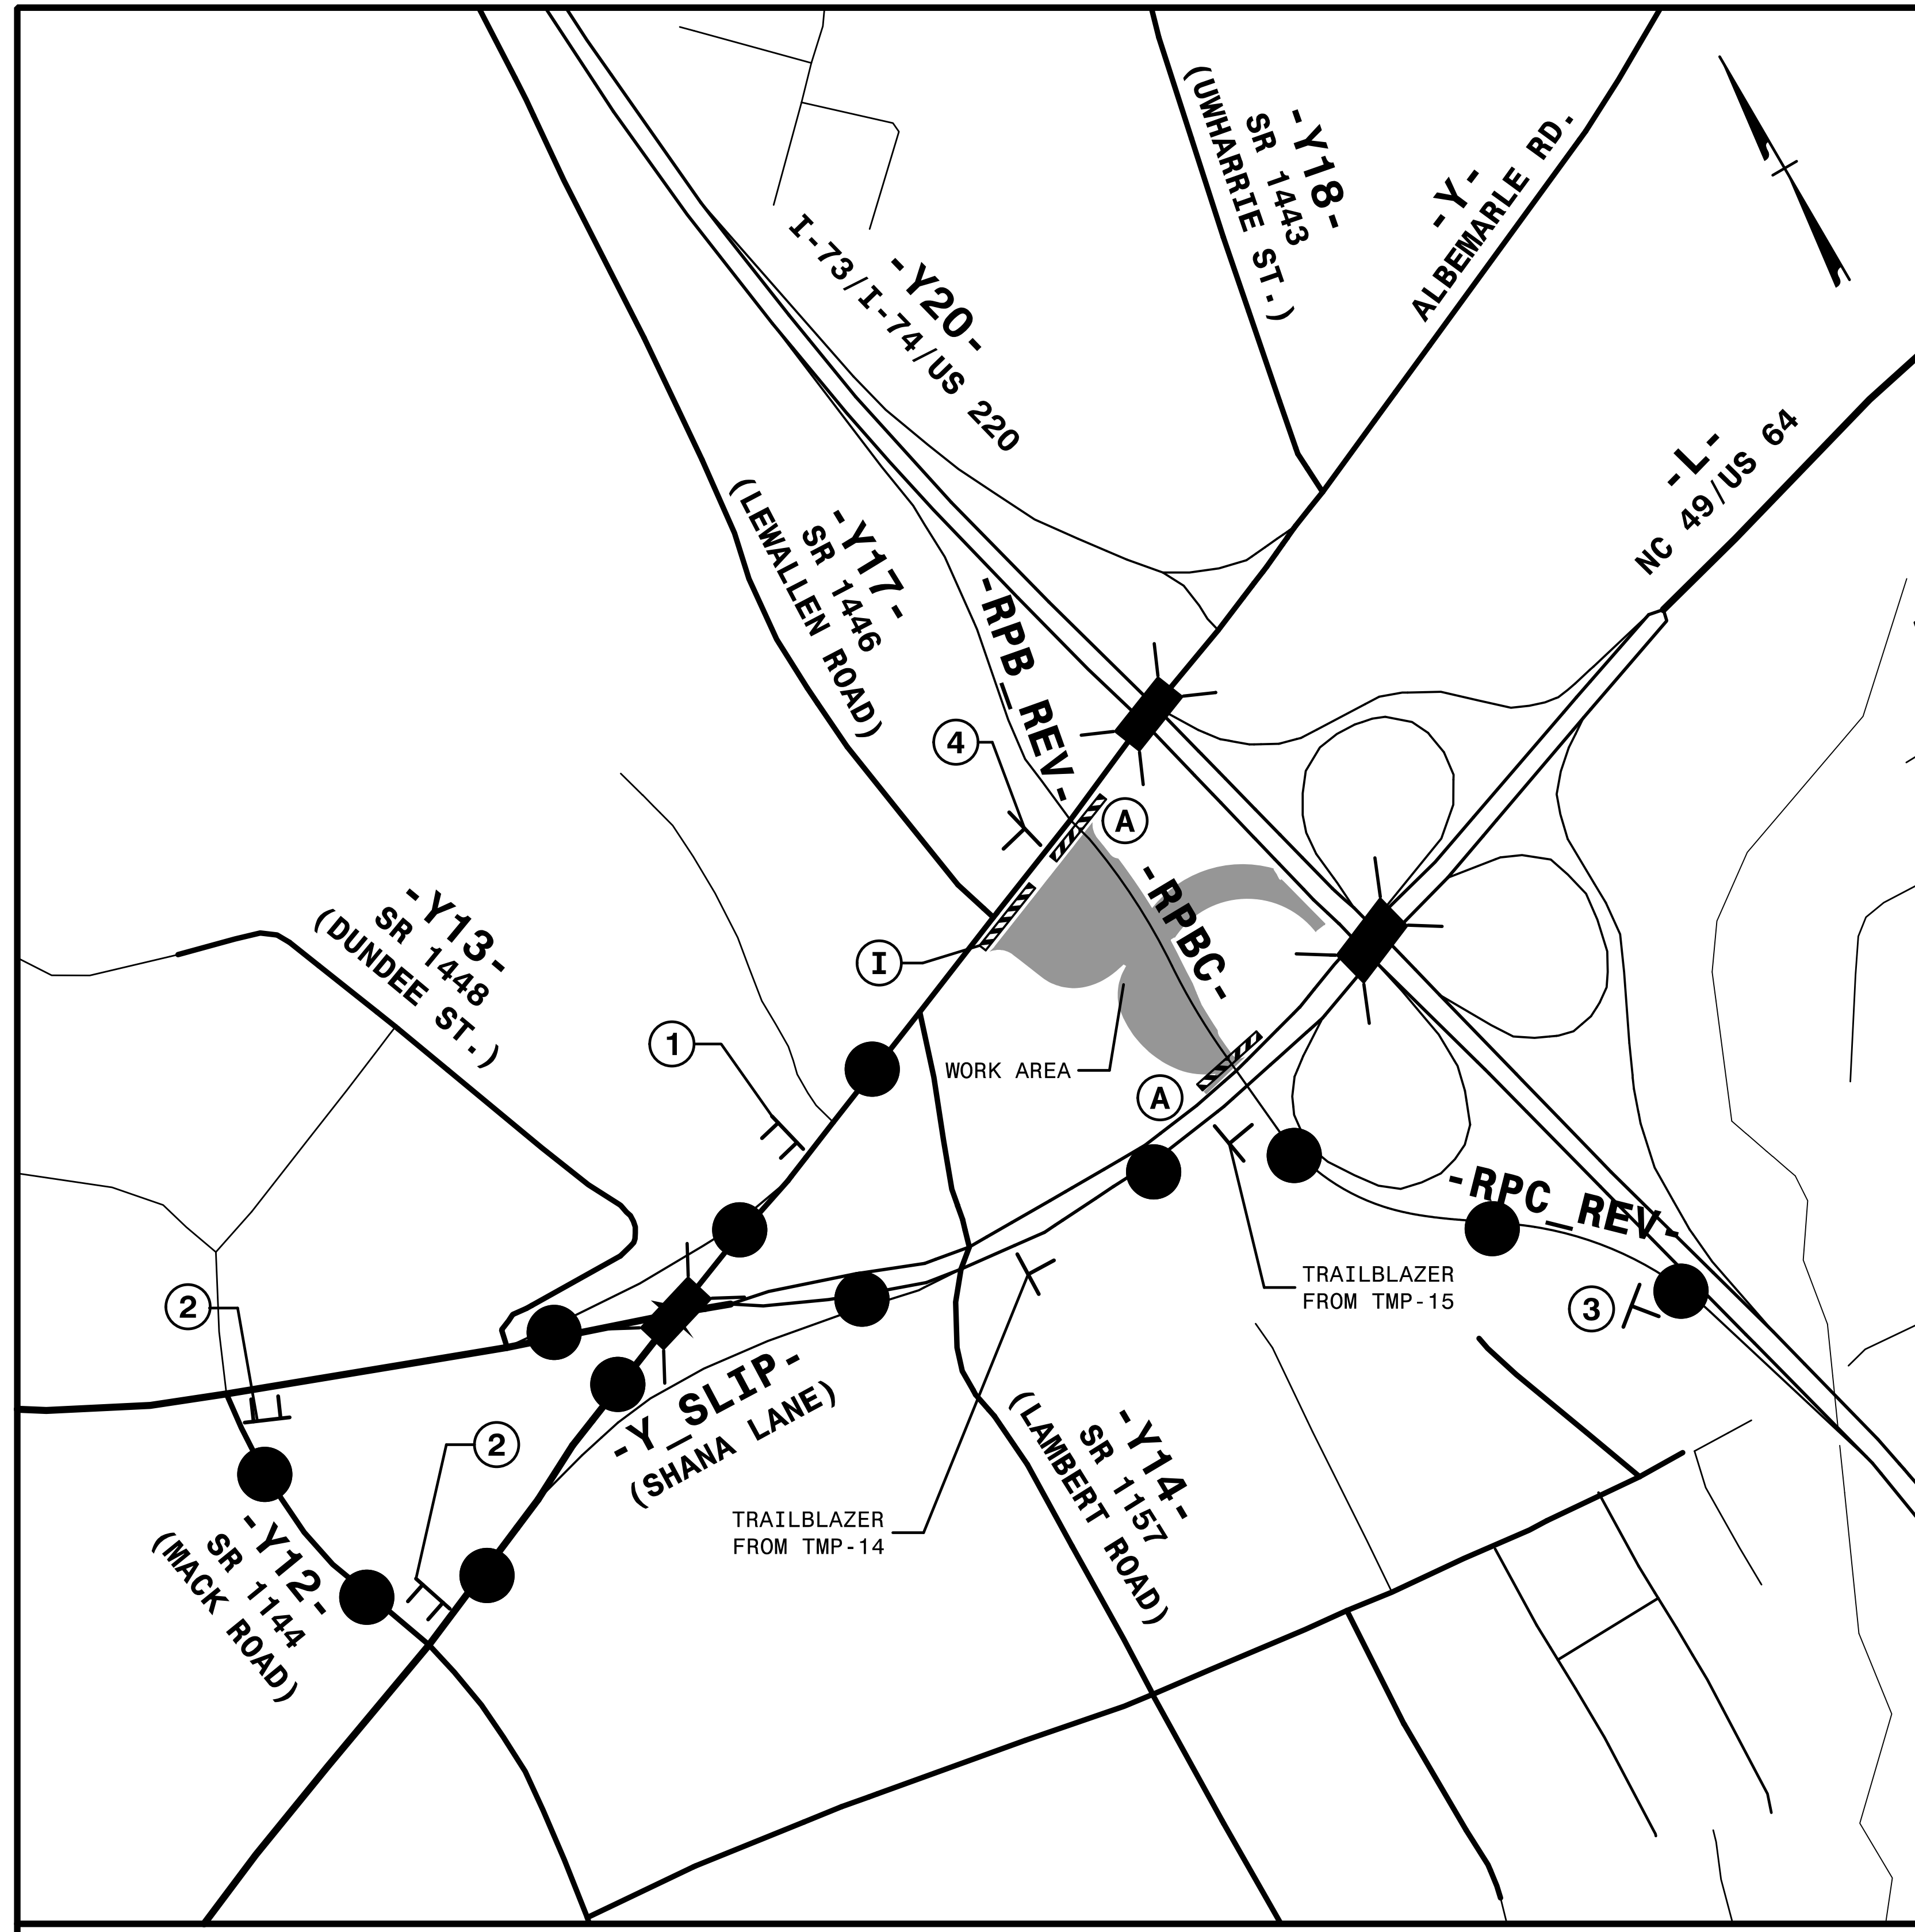 -Y18-
SR 1443
(UWHARRIE ST.)
-Y-
ALBEMARLE RD.
-Y20-
I-73/I-74/US 220
-L-
NC 49/US 64
-Y17-
SR 1446
(LEWALLEN ROAD)
-RPB_REV-
4
A
-RPBC-
-Y13-
SR 1448
(DUNDEE ST.)
I
1
WORK AREA
A
-RPC_REV-
2
TRAILBLAZER
FROM TMP-15
3
-Y_SLIP-
(SHANA LANE)
2
-Y14-
SR 1157
(LAMBERT ROAD)
TRAILBLAZER
FROM TMP-14
-Y12-
SR 1144
(MACK ROAD)